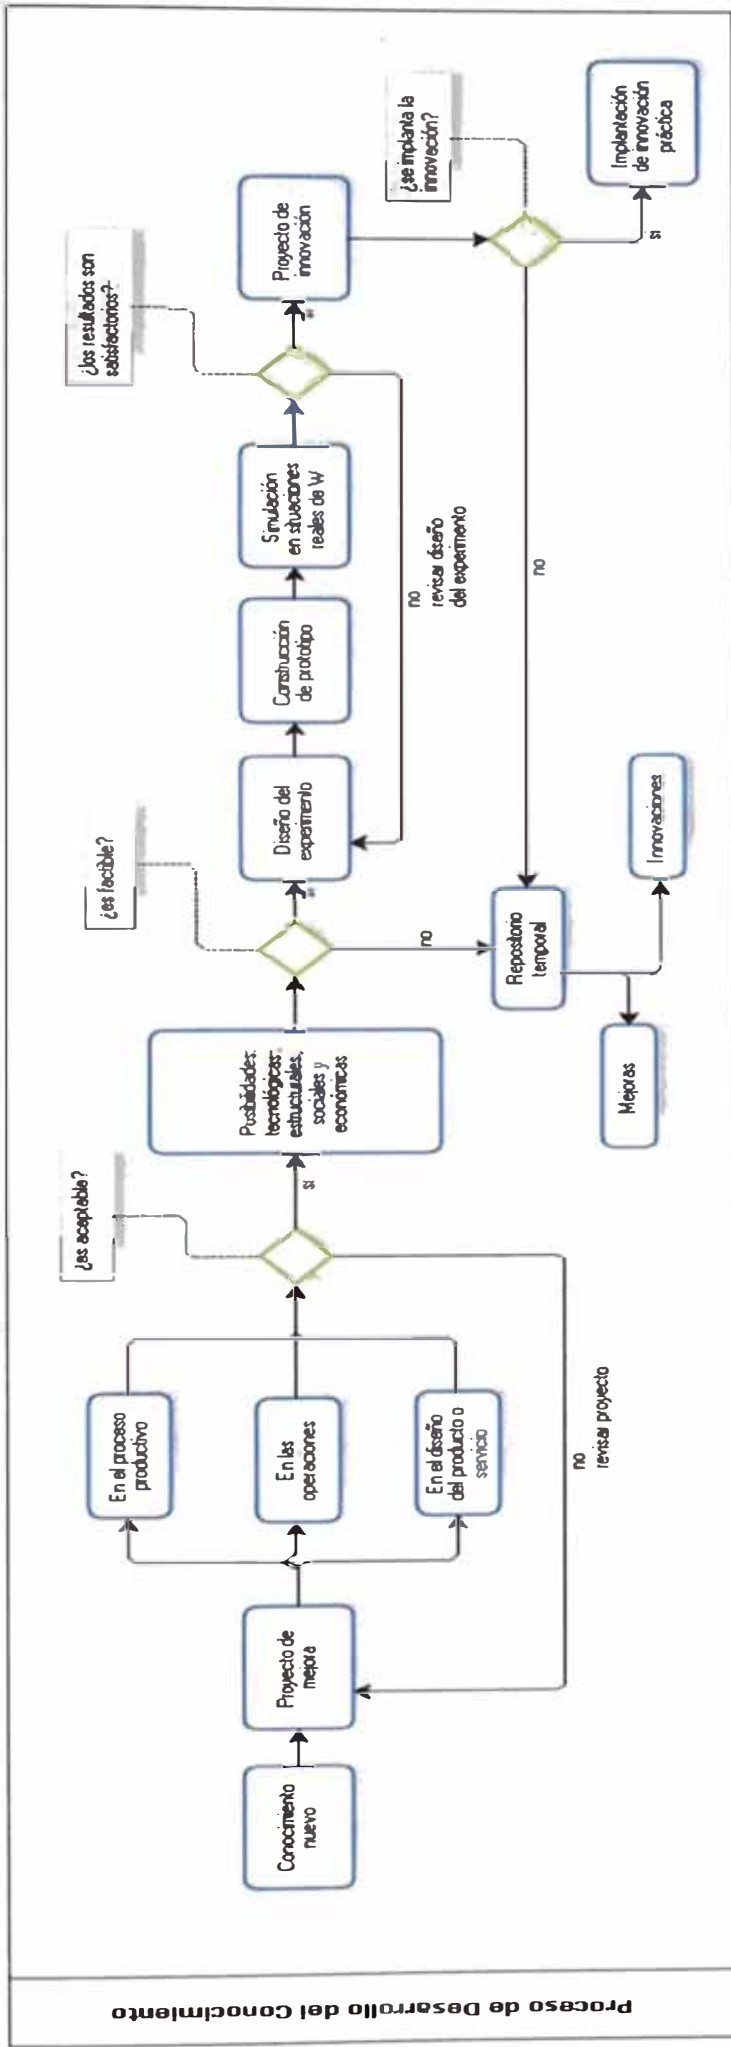 Proceso de Desarrollo del Conocimiento
Conocimiento
nuevo
Proyecto de
mejora
En el proceso
productivo
En las
operaciones
En el diseño
del producto o
servicio
¿es aceptable?
no
revisar proyecto
si
Posibilidades:
tecnológicas,
estructurales,
sociales y
económicas
¿es factible?
no
si
Diseño del
experimento
Construcción
de prototipo
Simulación
en situaciones
reales de W
¿los resultados son
satisfactorios?
no
revisar diseño
del experimento
si
Proyecto de
innovación
¿se implanta la
innovación?
no
si
Implantación
de innovación
práctica
Repositorio
temporal
Mejoras
Innovaciones